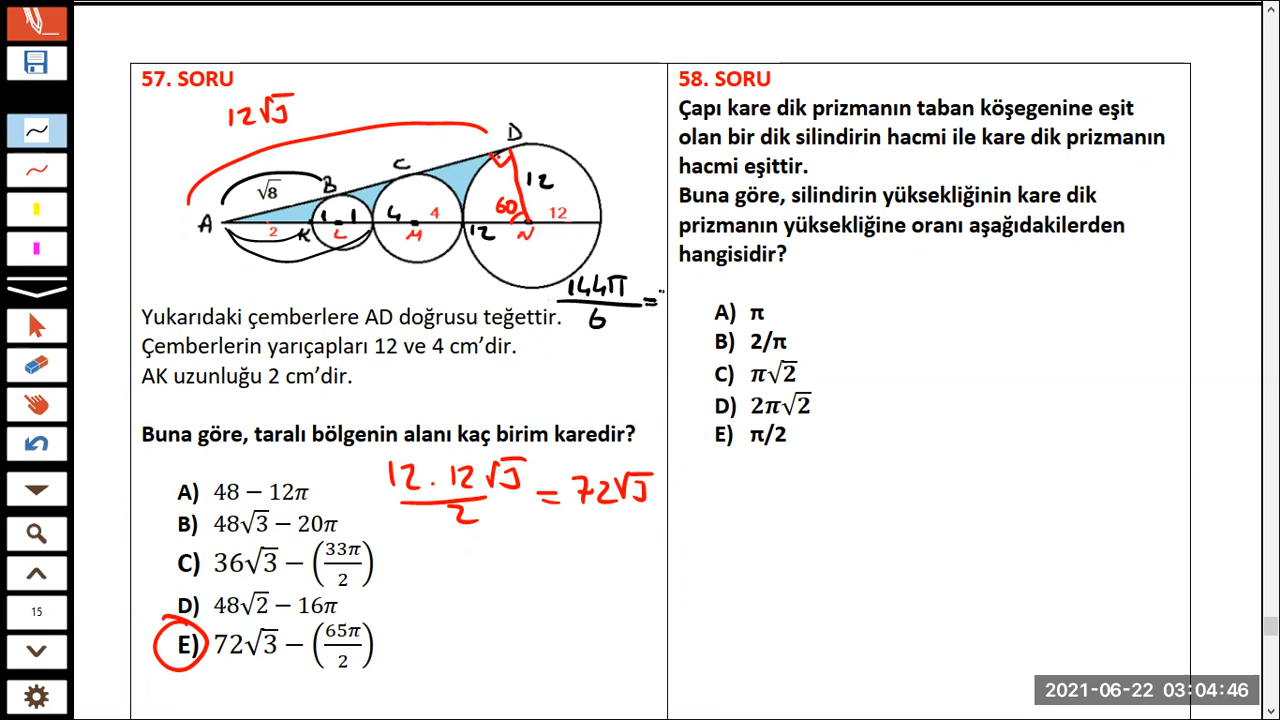 57. SORU
12√3
D
C
B
√8
12
A
1
1
4
4
60
12
2
K
L
M
12
N
144π
6
=
Yukarıdaki çemberlere AD doğrusu teğettir.
Çemberlerin yarıçapları 12 ve 4 cm’dir.
AK uzunluğu 2 cm’dir.
Buna göre, taralı bölgenin alanı kaç birim karedir?
12 . 12√3 / 2 = 72√3
A) 48 − 12π
B) 48√3 − 20π
C) 36√3 − (33π/2)
D) 48√2 − 16π
E) 72√3 − (65π/2)
58. SORU
Çapı kare dik prizmanın taban köşegenine eşit
olan bir dik silindirin hacmi ile kare dik prizmanın
hacmi eşittir.
Buna göre, silindirin yüksekliğinin kare dik
prizmanın yüksekliğine oranı aşağıdakilerden
hangisidir?
A) π
B) 2/π
C) π√2
D) 2π√2
E) π/2
15
2021-06-22 03:04:46